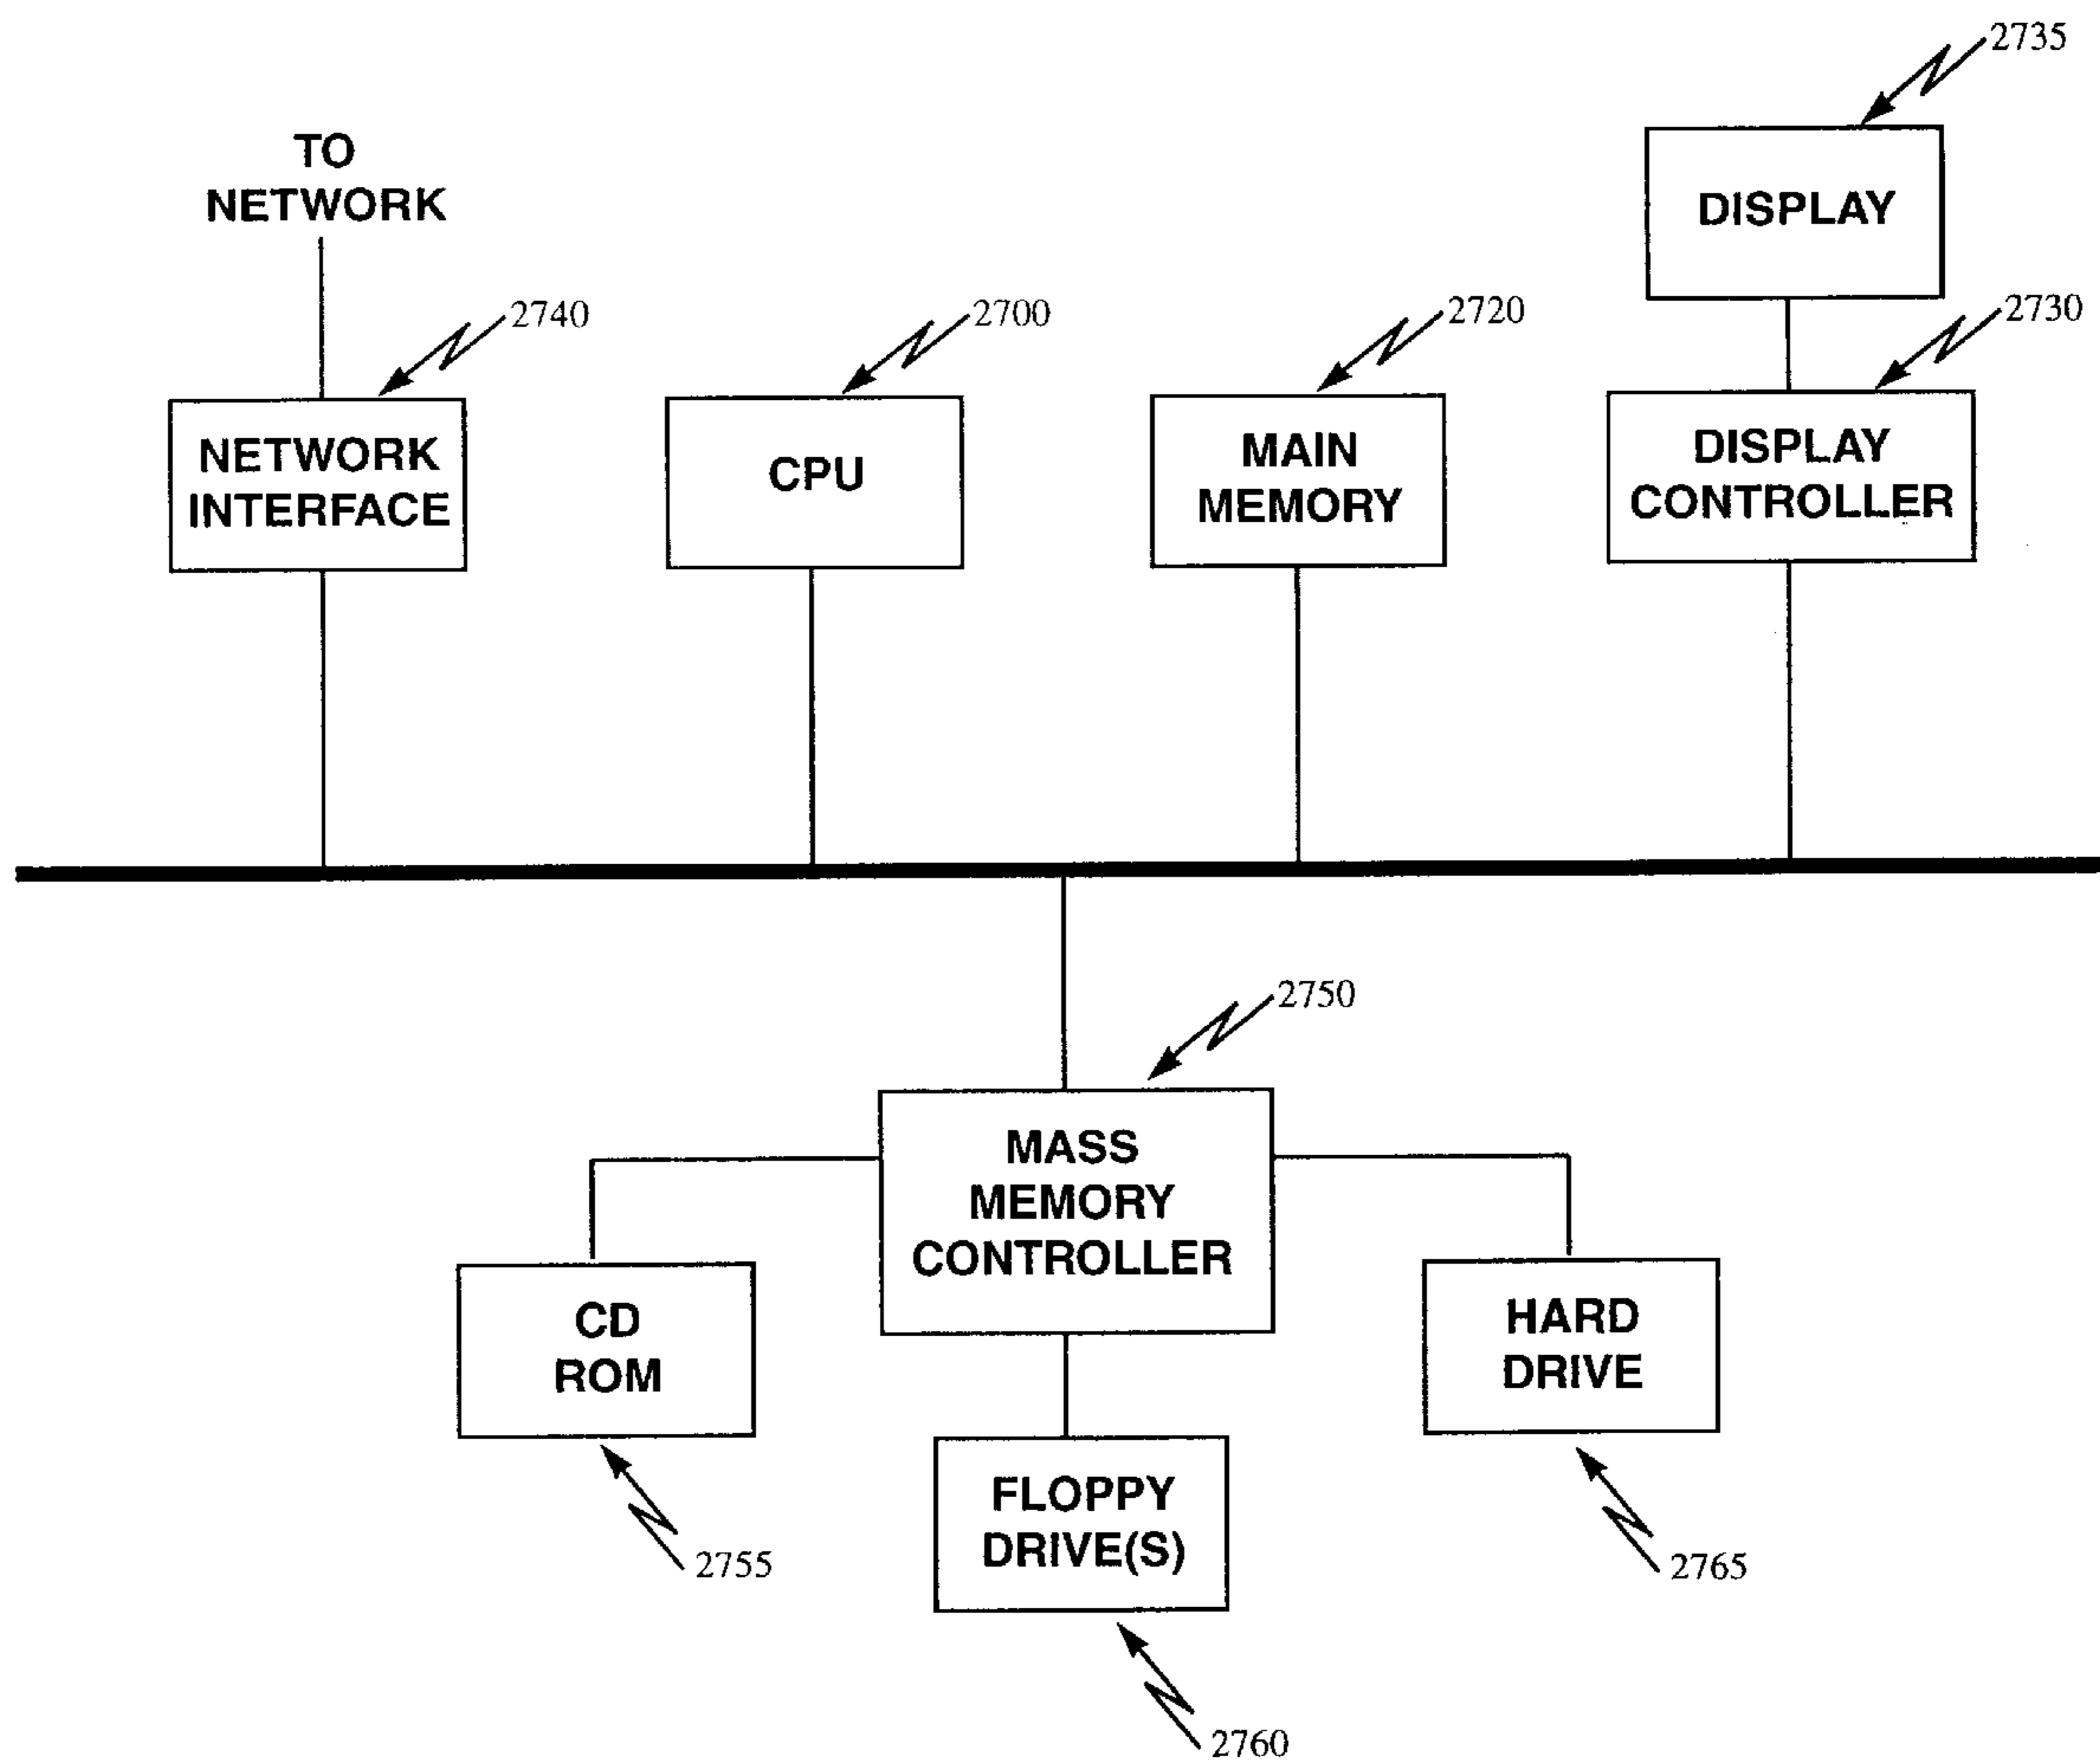 2735
TO
NETWORK
DISPLAY
2740
2700
2720
2730
NETWORK
INTERFACE
CPU
MAIN
MEMORY
DISPLAY
CONTROLLER
2750
MASS
MEMORY
CONTROLLER
CD
ROM
HARD
DRIVE
FLOPPY
DRIVE(S)
2755
2765
2760